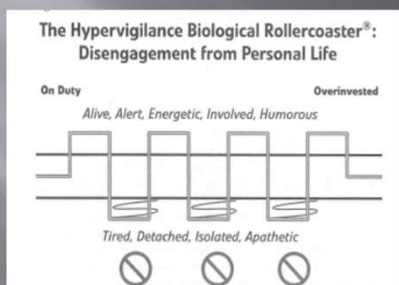 The Hypervigilance Biological Rollercoaster®:
Disengagement from Personal Life
On Duty Overinvested
Alive, Alert, Energetic, Involved, Humorous
Tired, Detached, Isolated, Apathetic